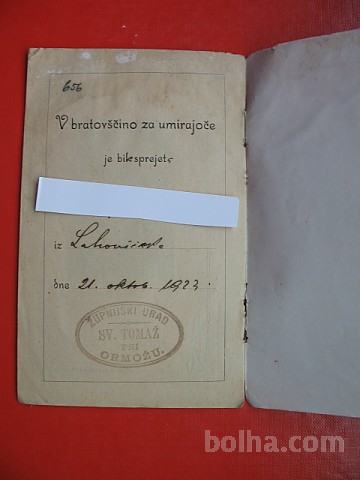 656
V bratovščino za umirajoče
je bil sprejet
iz
dne 21. oktob. 1923.
ŽUPNIJSKI URAD
SV. TOMAŽ
PRI
ORMOŽU.
bolha.com